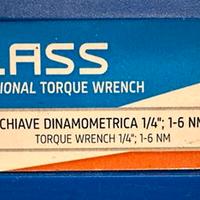 LASS
IONAL TORQUE WRENCH
CHIAVE DINAMOMETRICA 1/4"; 1-6 NM
TORQUE WRENCH 1/4"; 1-6 NM